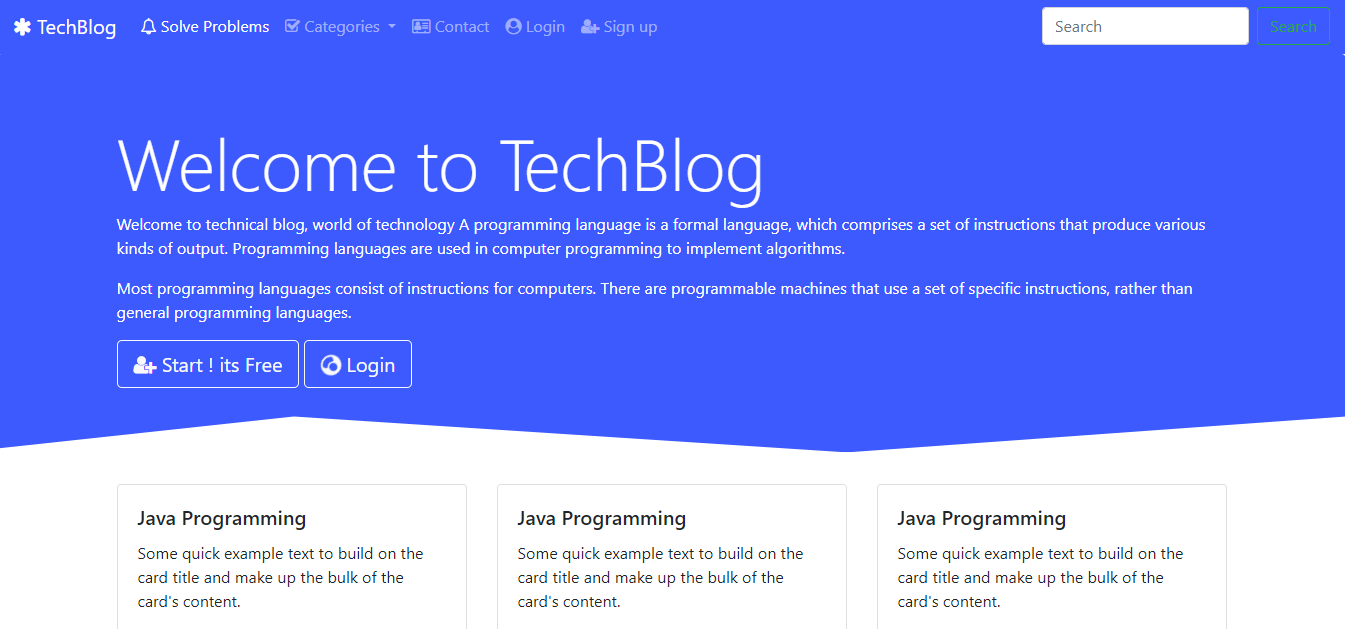 TechBlog Solve Problems Categories Contact Login Sign up Search Search
Welcome to TechBlog
Welcome to technical blog, world of technology A programming language is a formal language, which comprises a set of instructions that produce various
kinds of output. Programming languages are used in computer programming to implement algorithms.
Most programming languages consist of instructions for computers. There are programmable machines that use a set of specific instructions, rather than
general programming languages.
Start ! its Free Login
Java Programming
Some quick example text to build on the
card title and make up the bulk of the
card's content.
Java Programming
Some quick example text to build on the
card title and make up the bulk of the
card's content.
Java Programming
Some quick example text to build on the
card title and make up the bulk of the
card's content.